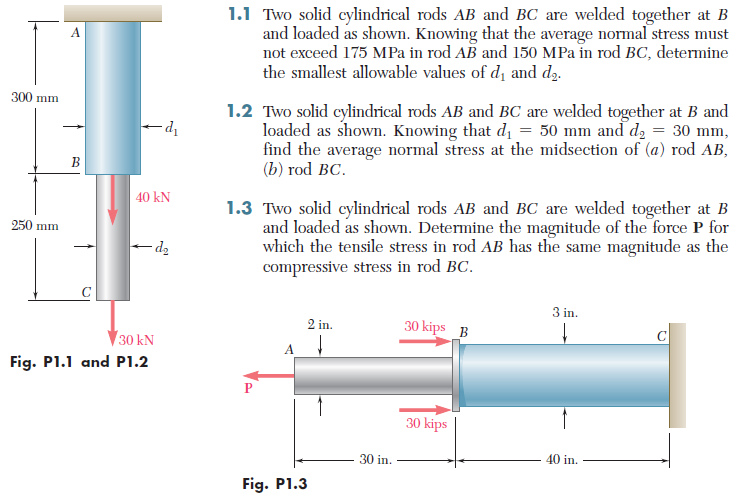 1.1 Two solid cylindrical rods AB and BC are welded together at B
and loaded as shown. Knowing that the average normal stress must
not exceed 175 MPa in rod AB and 150 MPa in rod BC, determine
the smallest allowable values of d₁ and d₂.
1.2 Two solid cylindrical rods AB and BC are welded together at B and
loaded as shown. Knowing that d₁ = 50 mm and d₂ = 30 mm,
find the average normal stress at the midsection of (a) rod AB,
(b) rod BC.
1.3 Two solid cylindrical rods AB and BC are welded together at B
and loaded as shown. Determine the magnitude of the force P for
which the tensile stress in rod AB has the same magnitude as the
compressive stress in rod BC.
A
300 mm
d₁
B
40 kN
250 mm
d₂
C
30 kN
Fig. P1.1 and P1.2
3 in.
2 in.
30 kips
B
C
A
P
30 kips
30 in.
40 in.
Fig. P1.3